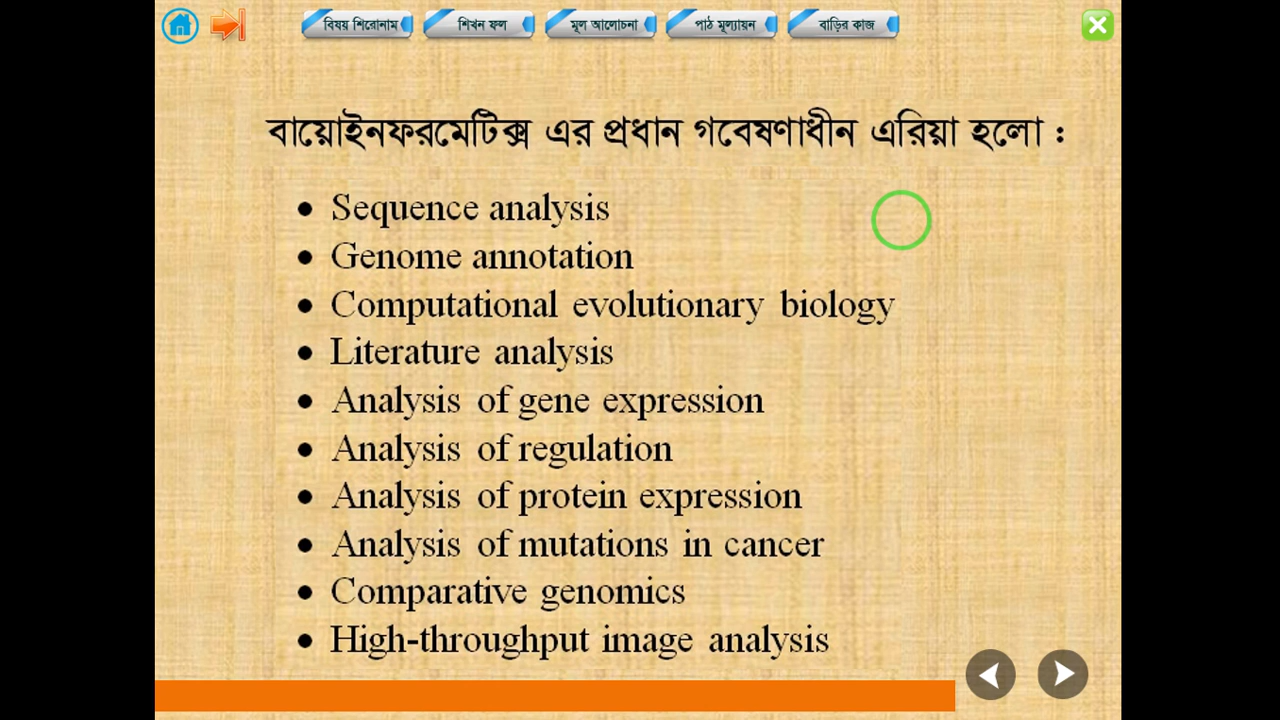 বিষয় শিরোনাম শিখন ফল মূল আলোচনা পাঠ মূল্যায়ন বাড়ির কাজ
বায়োইনফরমেটিক্স এর প্রধান গবেষণাধীন এরিয়া হলো :
• Sequence analysis
• Genome annotation
• Computational evolutionary biology
• Literature analysis
• Analysis of gene expression
• Analysis of regulation
• Analysis of protein expression
• Analysis of mutations in cancer
• Comparative genomics
• High-throughput image analysis